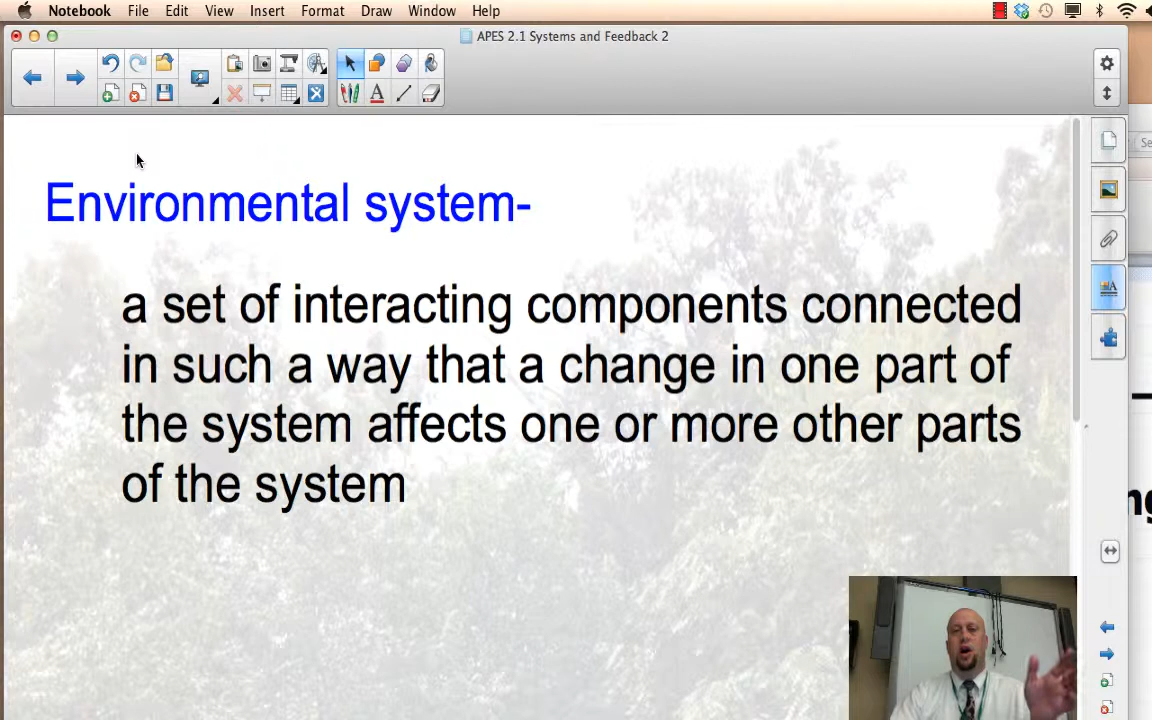 Notebook File Edit View Insert Format Draw Window Help
APES 2.1 Systems and Feedback 2
Environmental system-
a set of interacting components connected
in such a way that a change in one part of
the system affects one or more other parts
of the system